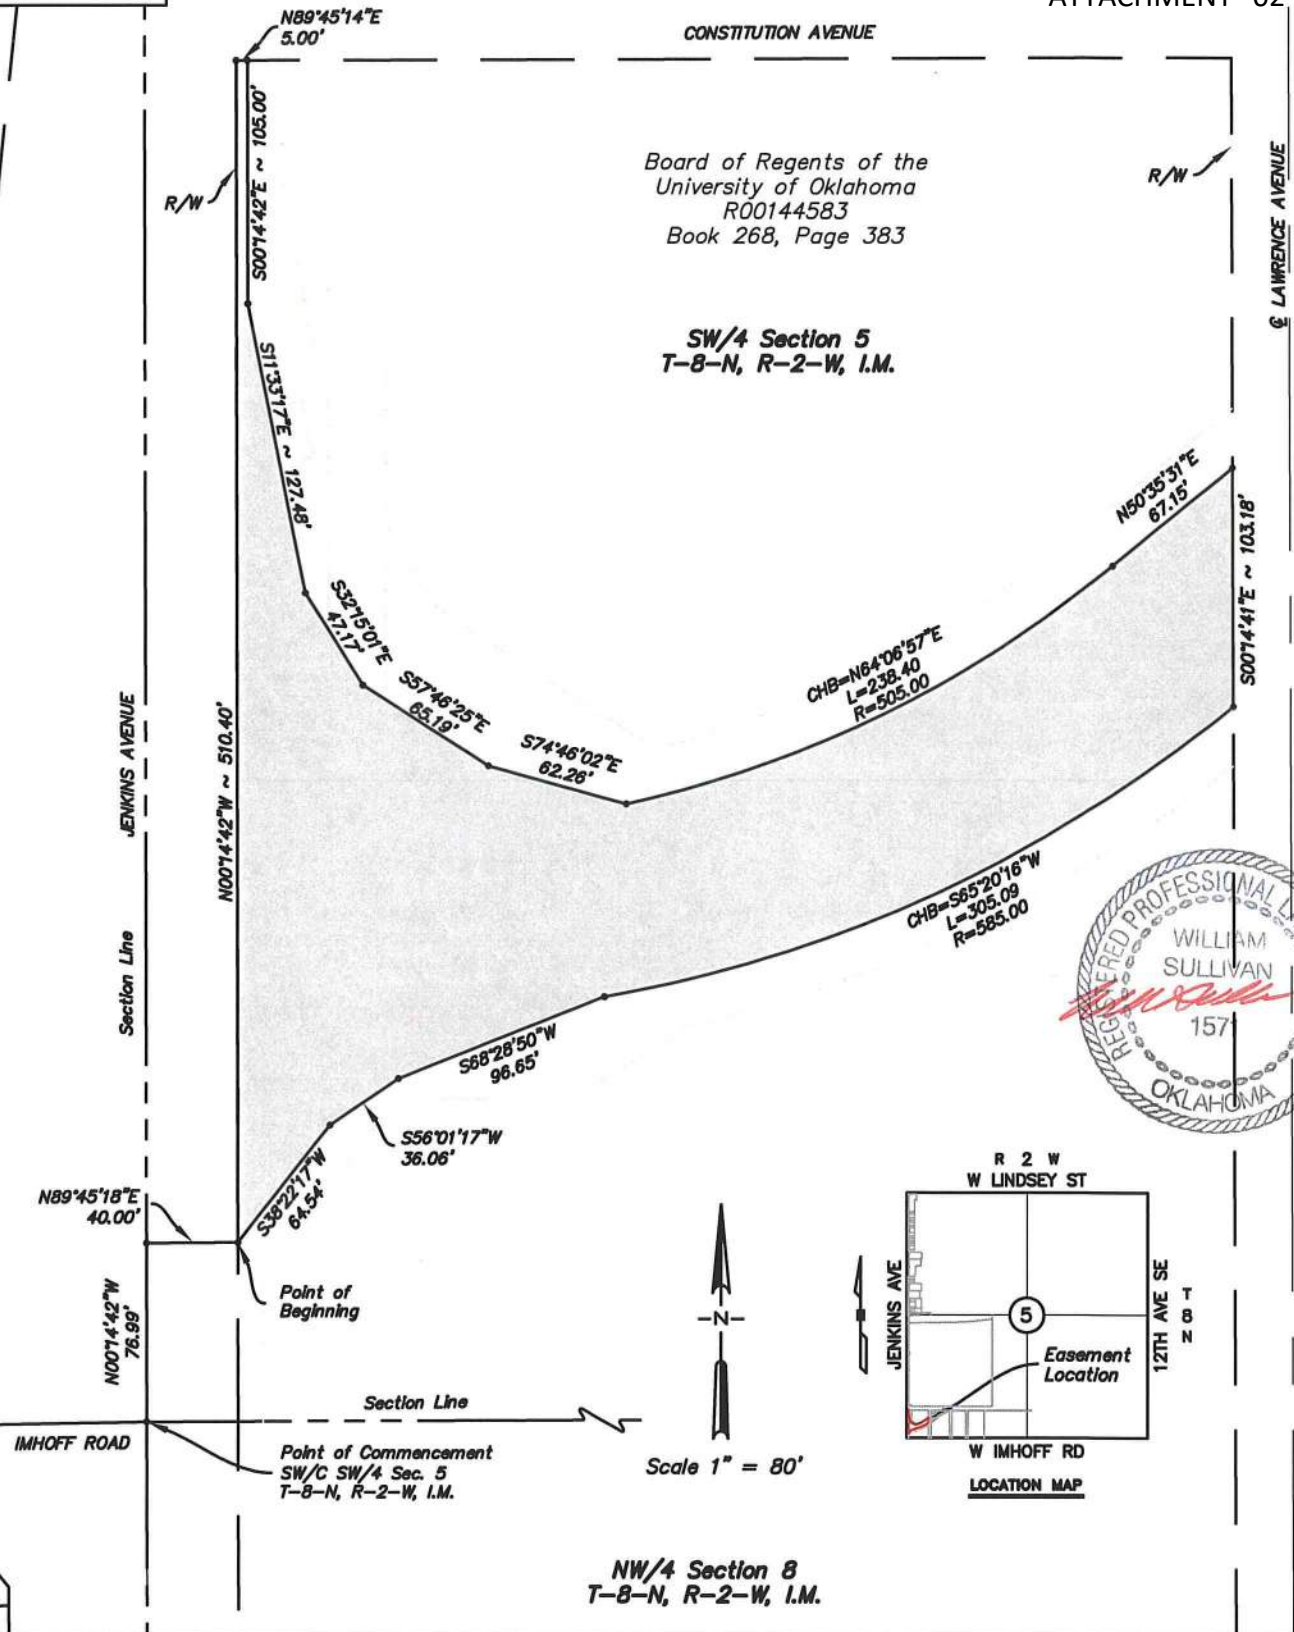 N89°45'14"E
5.00'
CONSTITUTION AVENUE
S00°14'42"E ~ 105.00'
R/W
Board of Regents of the
University of Oklahoma
R00144583
Book 268, Page 383
R/W
℄ LAWRENCE AVENUE
SW/4 Section 5
T-8-N, R-2-W, I.M.
S11°33'17"E ~ 127.48'
N50°35'31"E
67.15'
S00°14'41"E ~ 103.18'
S32°15'01"E
47.17'
S57°46'25"E
65.19'
S74°46'02"E
62.26'
CHB=N64°06'57"E
L=238.40
R=505.00
JENKINS AVENUE
N00°14'42"W ~ 510.40'
Section Line
CHB=S65°20'16"W
L=305.09
R=585.00
REGISTERED PROFESSIONAL
WILLIAM
SULLIVAN
157
OKLAHOMA
S68°28'50"W
96.65'
S56°01'17"W
36.06'
S38°22'17"W
64.54'
N89°45'18"E
40.00'
Point of
Beginning
N00°14'42"W
76.99'
Section Line
IMHOFF ROAD
Point of Commencement
SW/C SW/4 Sec. 5
T-8-N, R-2-W, I.M.
-N-
Scale 1" = 80'
R 2 W
W LINDSEY ST
JENKINS AVE
5
12TH AVE SE
T
8
N
Easement
Location
W IMHOFF RD
LOCATION MAP
NW/4 Section 8
T-8-N, R-2-W, I.M.